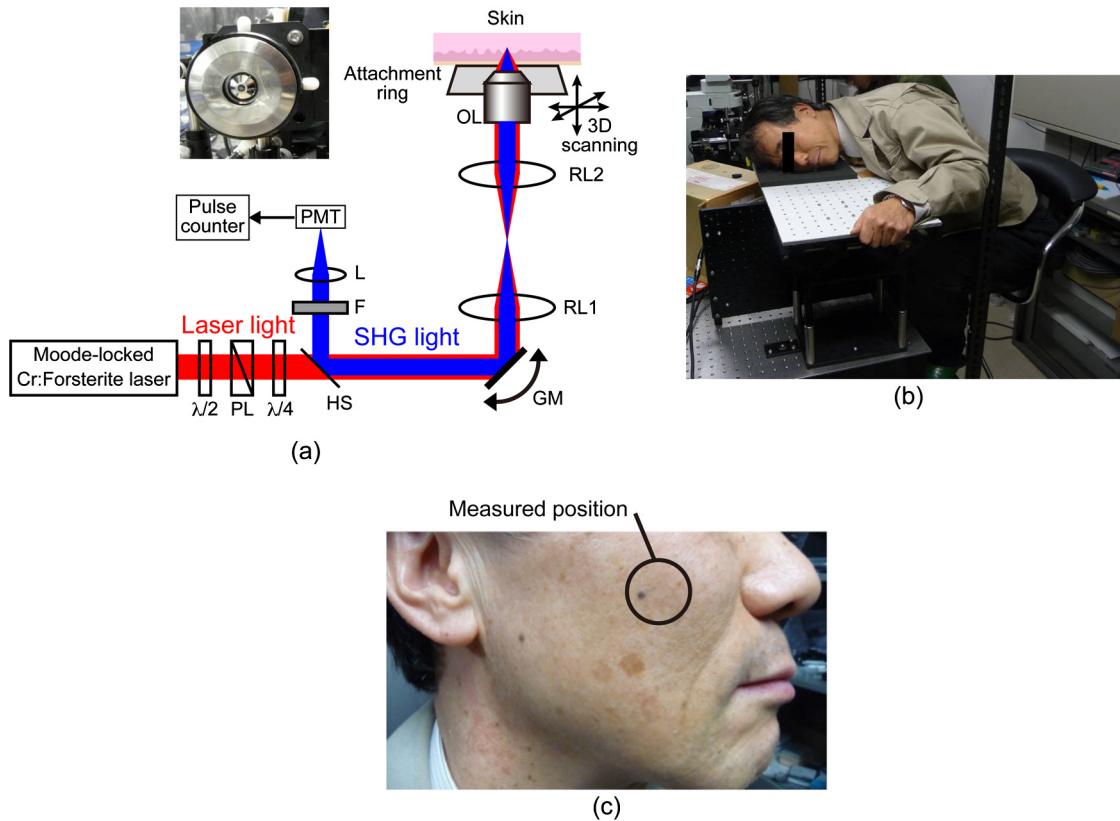 Skin
Attachment
ring
OL
3D
scanning
RL2
Pulse
counter
PMT
L
F
RL1
Laser light
SHG light
Moode-locked
Cr:Forsterite laser
λ/2
PL
λ/4
HS
GM
(a)
(b)
Measured position
(c)